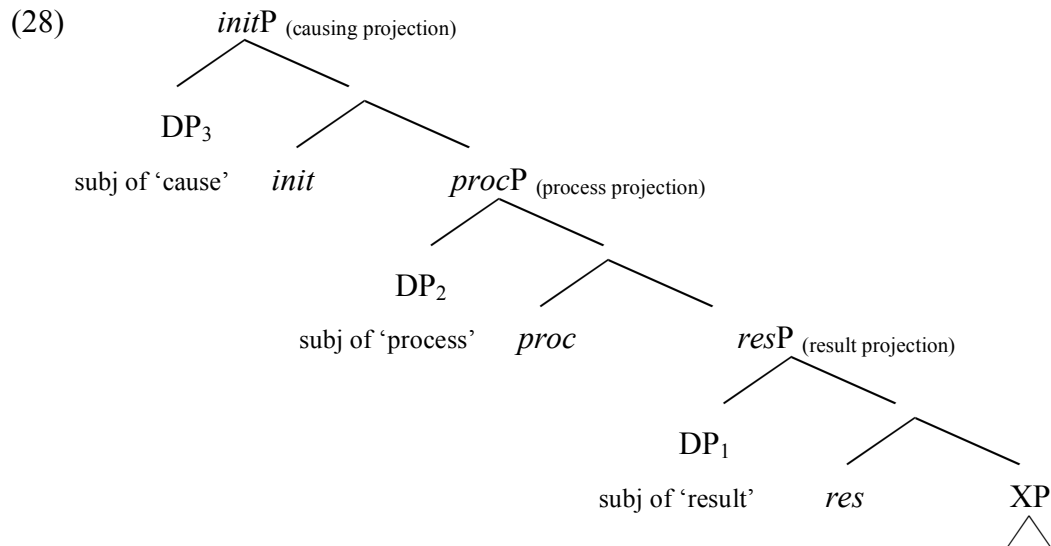 (28) initP (causing projection)
DP3
subj of ‘cause’ init procP (process projection)
DP2
subj of ‘process’ proc resP (result projection)
DP1
subj of ‘result’ res XP